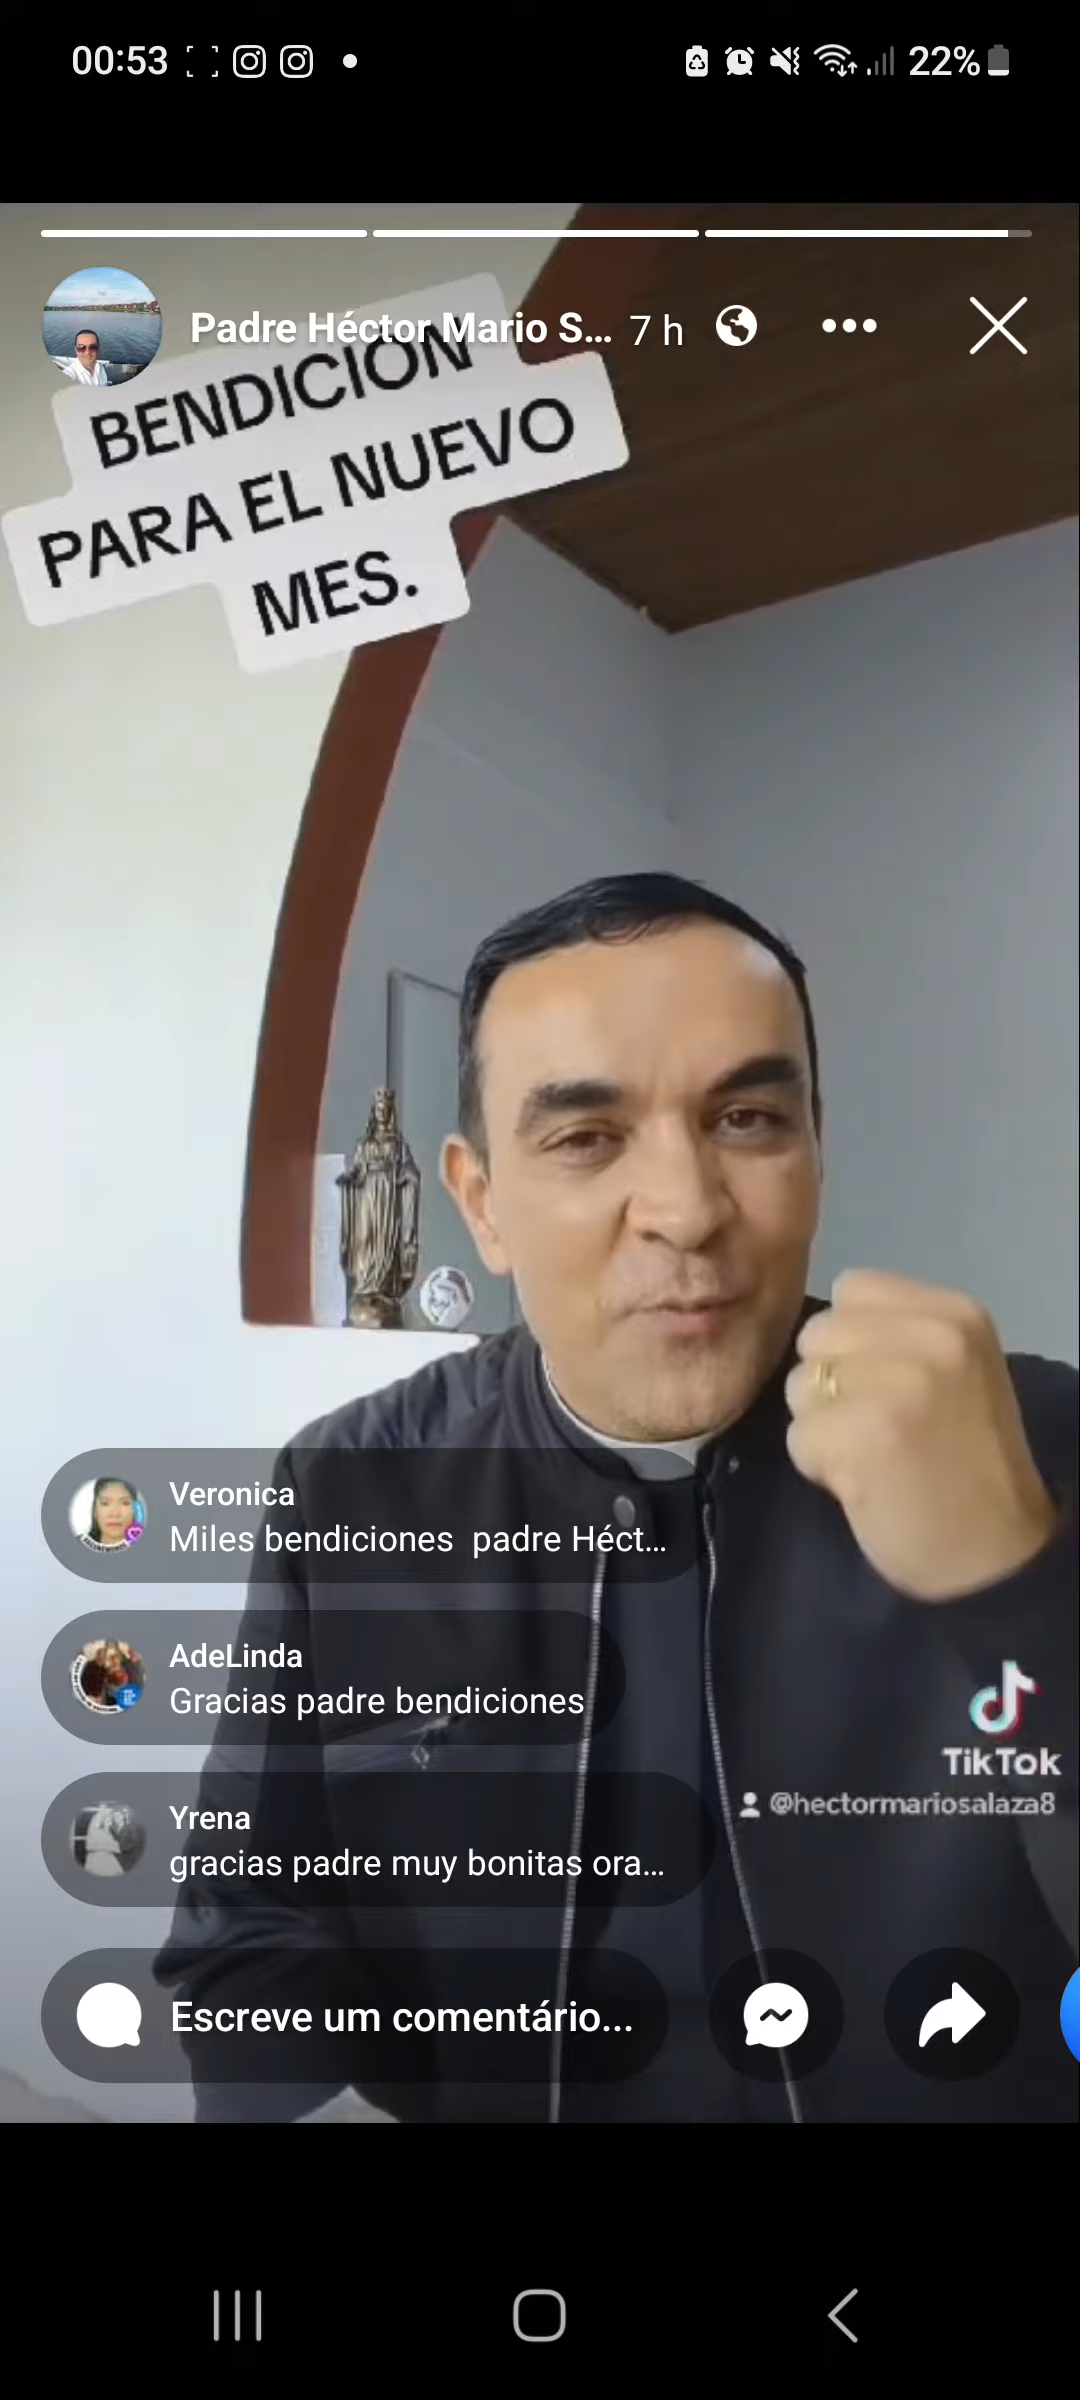 00:53
22%
Padre Héctor Mario S... 7 h
BENDICION
PARA EL NUEVO
MES.
Veronica
Miles bendiciones padre Héct...
AdeLinda
Gracias padre bendiciones
Yrena
gracias padre muy bonitas ora...
TikTok
@hectormariosalaza8
Escreve um comentário...